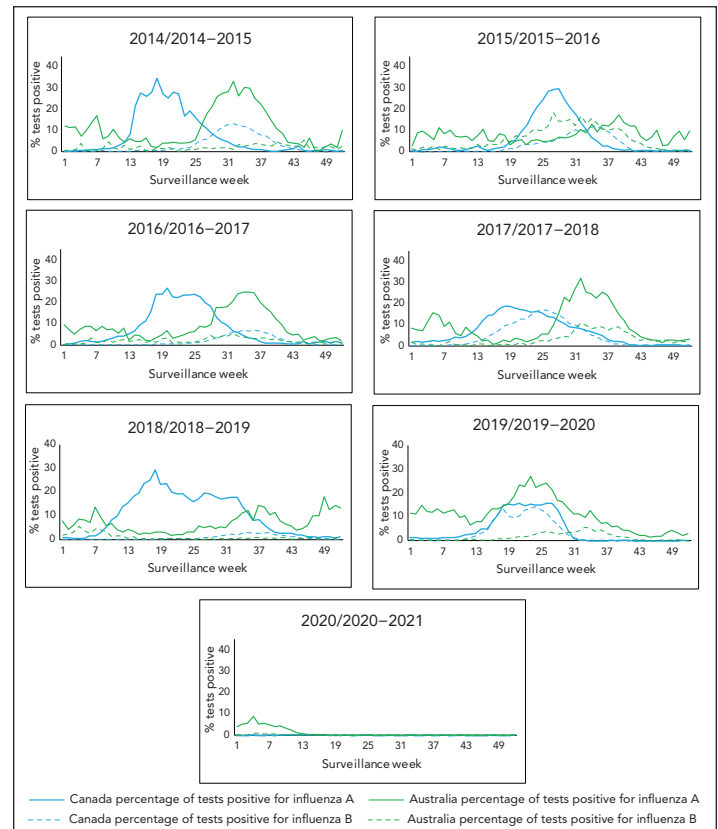 2014/2014–2015
% tests positive
40
30
20
10
0
1 7 13 19 25 31 37 43 49
Surveillance week
2015/2015–2016
% tests positive
40
30
20
10
0
1 7 13 19 25 31 37 43 49
Surveillance week
2016/2016–2017
% tests positive
40
30
20
10
0
1 7 13 19 25 31 37 43 49
Surveillance week
2017/2017–2018
% tests positive
40
30
20
10
0
1 7 13 19 25 31 37 43 49
Surveillance week
2018/2018–2019
% tests positive
40
30
20
10
0
1 7 13 19 25 31 37 43 49
Surveillance week
2019/2019–2020
% tests positive
40
30
20
10
0
1 7 13 19 25 31 37 43 49
Surveillance week
2020/2020–2021
% tests positive
40
30
20
10
0
1 7 13 19 25 31 37 43 49
Surveillance week
Canada percentage of tests positive for influenza A
Australia percentage of tests positive for influenza A
Canada percentage of tests positive for influenza B
Australia percentage of tests positive for influenza B